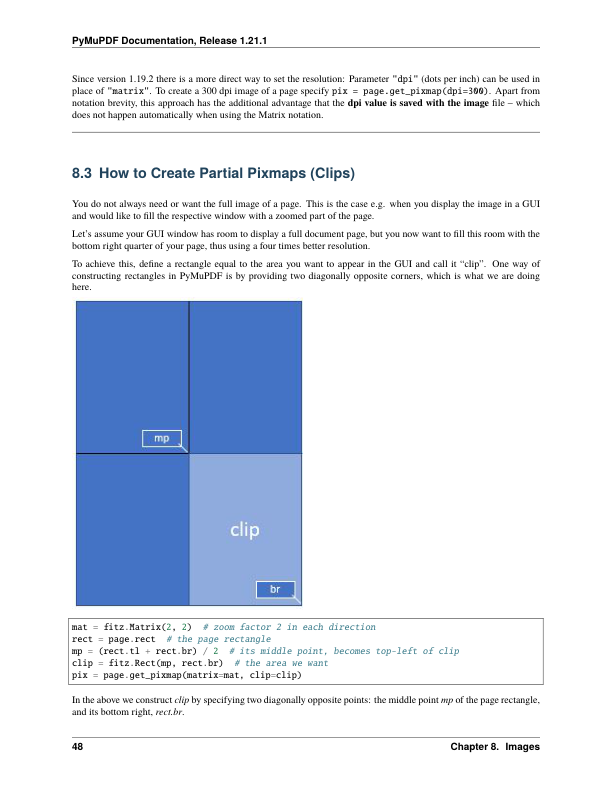 PyMuPDF Documentation, Release 1.21.1
Since version 1.19.2 there is a more direct way to set the resolution: Parameter "dpi" (dots per inch) can be used in
place of "matrix". To create a 300 dpi image of a page specify pix = page.get_pixmap(dpi=300). Apart from
notation brevity, this approach has the additional advantage that the dpi value is saved with the image file – which
does not happen automatically when using the Matrix notation.
8.3 How to Create Partial Pixmaps (Clips)
You do not always need or want the full image of a page. This is the case e.g. when you display the image in a GUI
and would like to fill the respective window with a zoomed part of the page.
Let's assume your GUI window has room to display a full document page, but you now want to fill this room with the
bottom right quarter of your page, thus using a four times better resolution.
To achieve this, define a rectangle equal to the area you want to appear in the GUI and call it “clip”. One way of
constructing rectangles in PyMuPDF is by providing two diagonally opposite corners, which is what we are doing
here.
mp
clip
br
mat = fitz.Matrix(2, 2)  # zoom factor 2 in each direction
rect = page.rect  # the page rectangle
mp = (rect.tl + rect.br) / 2  # its middle point, becomes top-left of clip
clip = fitz.Rect(mp, rect.br)  # the area we want
pix = page.get_pixmap(matrix=mat, clip=clip)
In the above we construct clip by specifying two diagonally opposite points: the middle point mp of the page rectangle,
and its bottom right, rect.br.
48 Chapter 8. Images